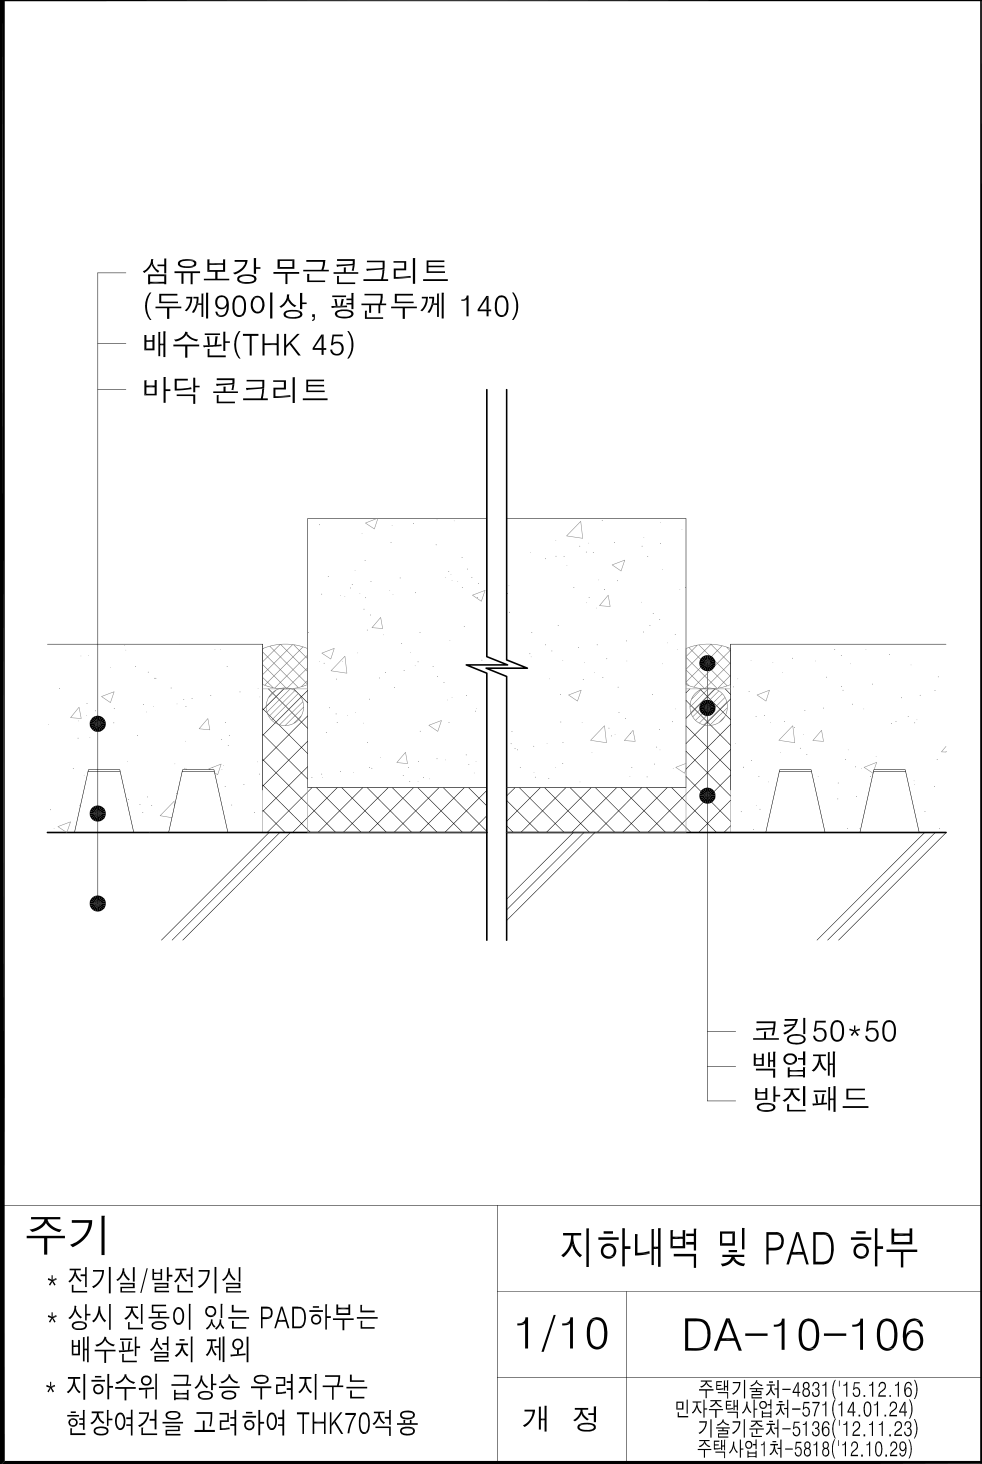 섬유보강 무근콘크리트
(두께90이상, 평균두께 140)
배수판(THK 45)
바닥 콘크리트
코킹50*50
백업재
방진패드
주기
* 전기실/발전기실
* 상시 진동이 있는 PAD하부는
배수판 설치 제외
* 지하수위 급상승 우려지구는
현장여건을 고려하여 THK70적용
지하내벽 및 PAD 하부
1/10
DA-10-106
개 정
주택기술처-4831('15.12.16)
민자주택사업처-571(14.01.24)
기술기준처-5136('12.11.23)
주택사업1처-5818('12.10.29)